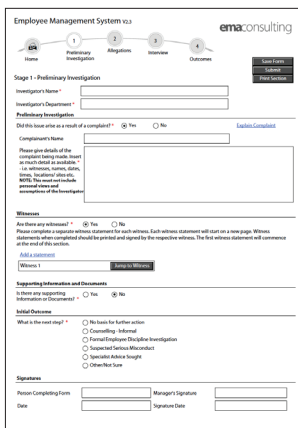 Employee Management System V2.5
emaconsulting
1
2
3
4
Home
Preliminary
Investigation
Allegations
Interview
Outcomes
Save Form
Submit
Print Section
Stage 1 - Preliminary Investigation
Investigator's Name *
Investigator's Department *
Preliminary Investigation
Did this issue arise as a result of a complaint? * Yes No Explain Complaint
Complainant's Name
Please give details of the
complaint being made. Insert
as much detail as available. *
- i.e. witnesses, names, dates,
times, locations/ sites etc.
NOTE: This must not include
personal views and
assumptions of the Investigator
Witnesses
Are there any witnesses? * Yes No
Please complete a separate witness statement for each witness. Each witness statement will start on a new page. Witness
statements when completed should be printed and signed by the respective witness. The first witness statement will commence
at the end of this section.
Add a statement
Witness 1 Jump to Witness
Supporting Information and Documents
Is there any supporting
Information or Documents? * Yes No
Initial Outcome
What is the next step? * No basis for further action
Counselling - Informal
Formal Employee Discipline Investigation
Suspected Serious Misconduct
Specialist Advice Sought
Other/Not Sure
Signatures
Person Completing Form Manager's Signature
Date Signature Date